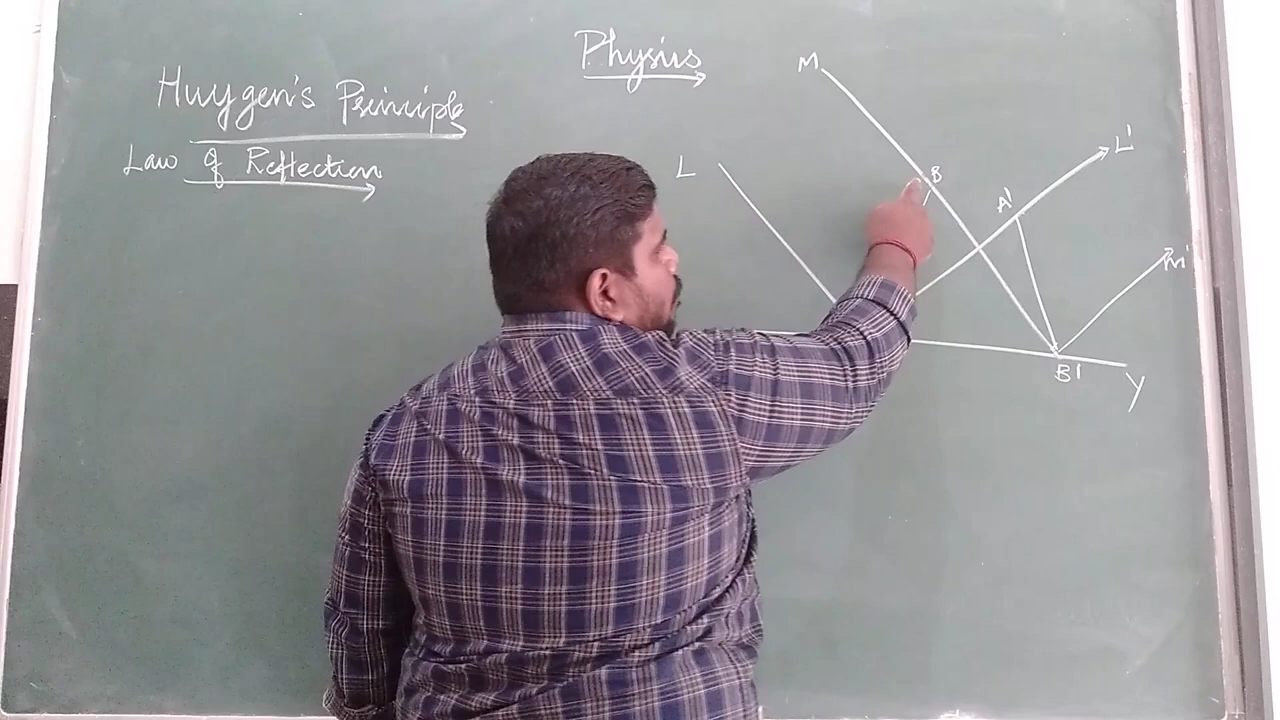 Physics
Huygen's Principle
Law of Reflection
M
L
B
A'
L'
M'
B'
Y